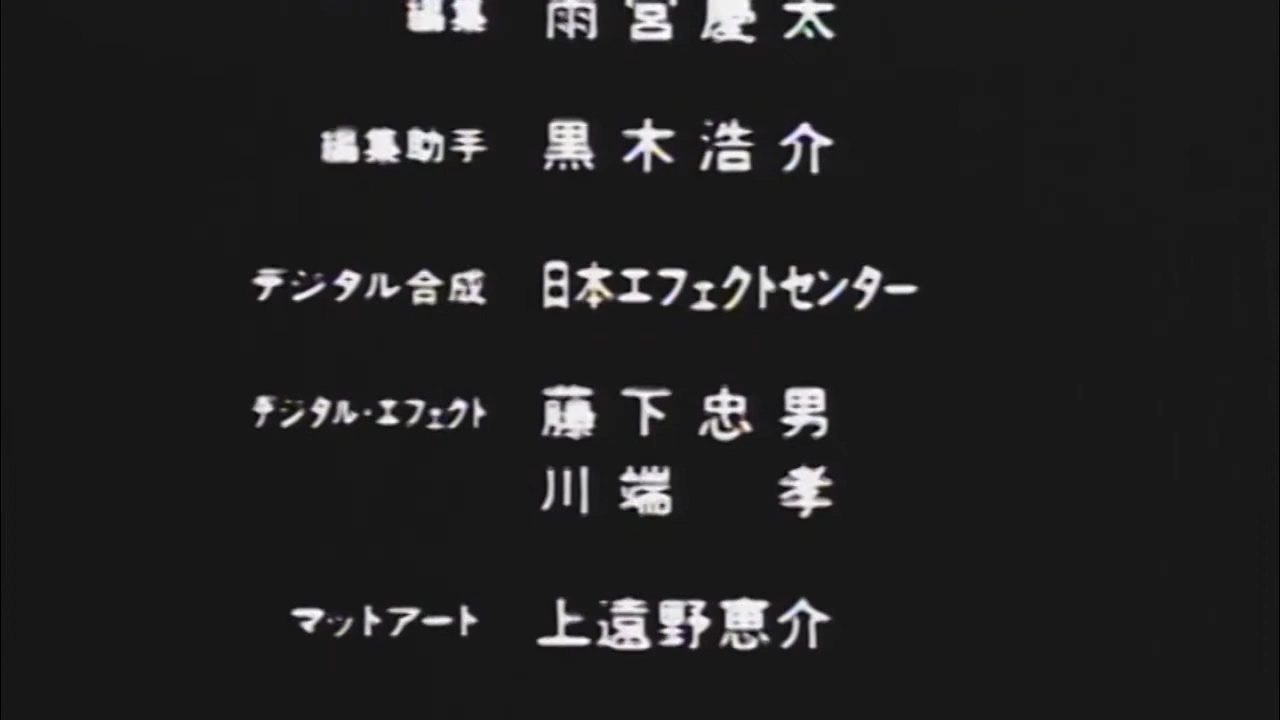 編集 雨宮慶太
編集助手 黒木浩介
デジタル合成 日本エフェクトセンター
デジタル・エフェクト 藤下忠男
川端 孝
マットアート 上遠野恵介